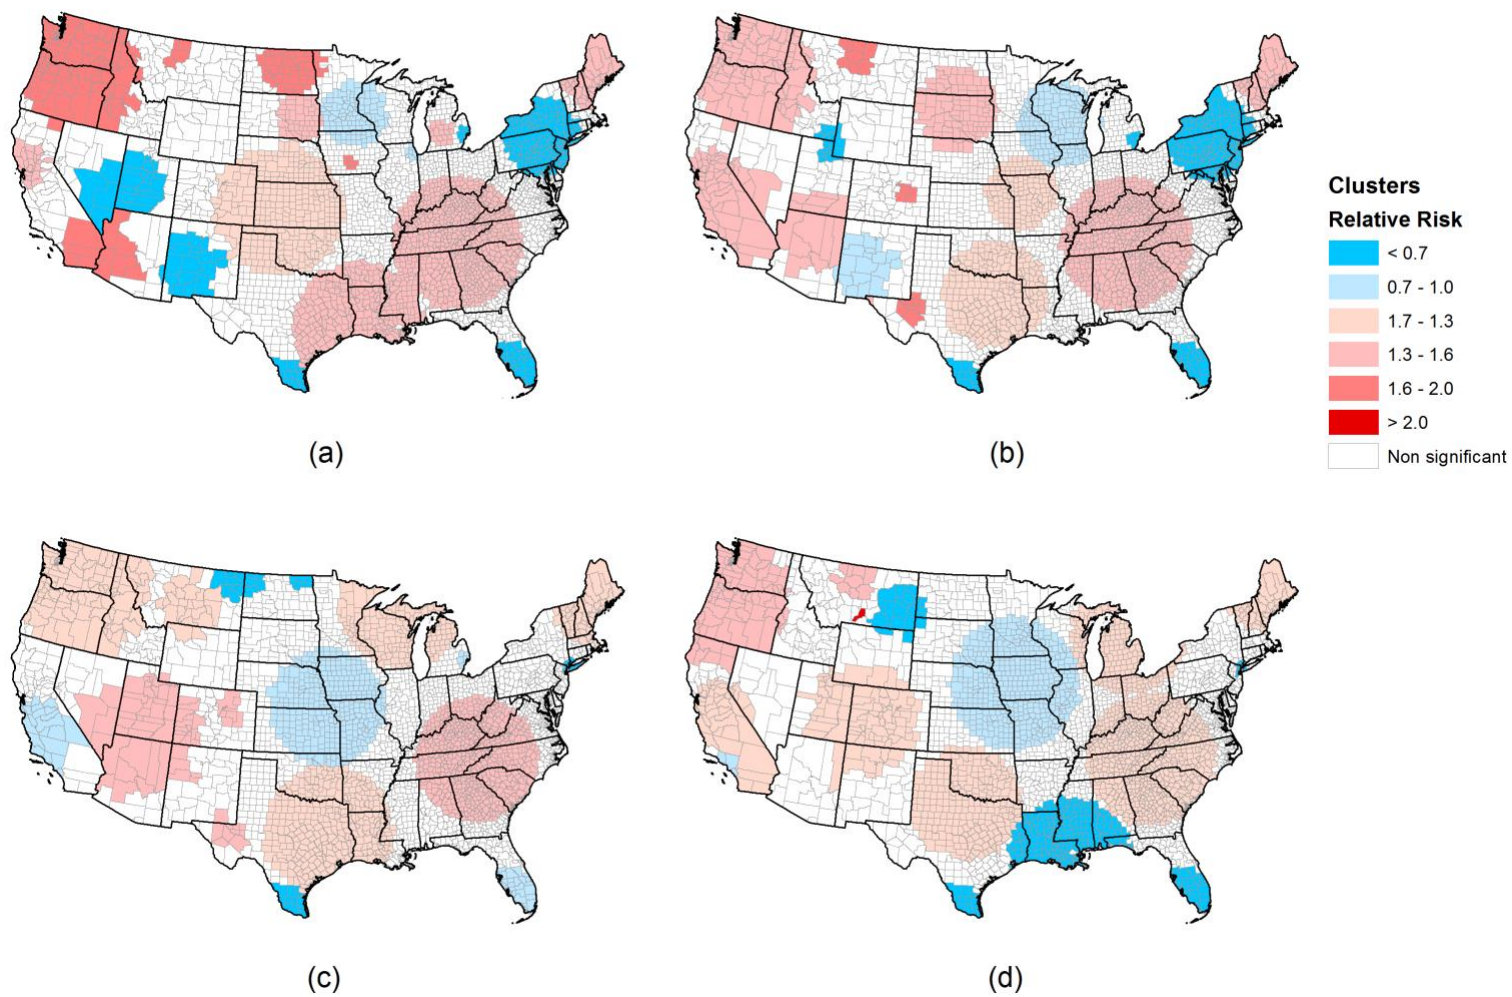 (a)
(b)
Clusters
Relative Risk
< 0.7
0.7 - 1.0
1.7 - 1.3
1.3 - 1.6
1.6 - 2.0
> 2.0
Non significant
(c)
(d)